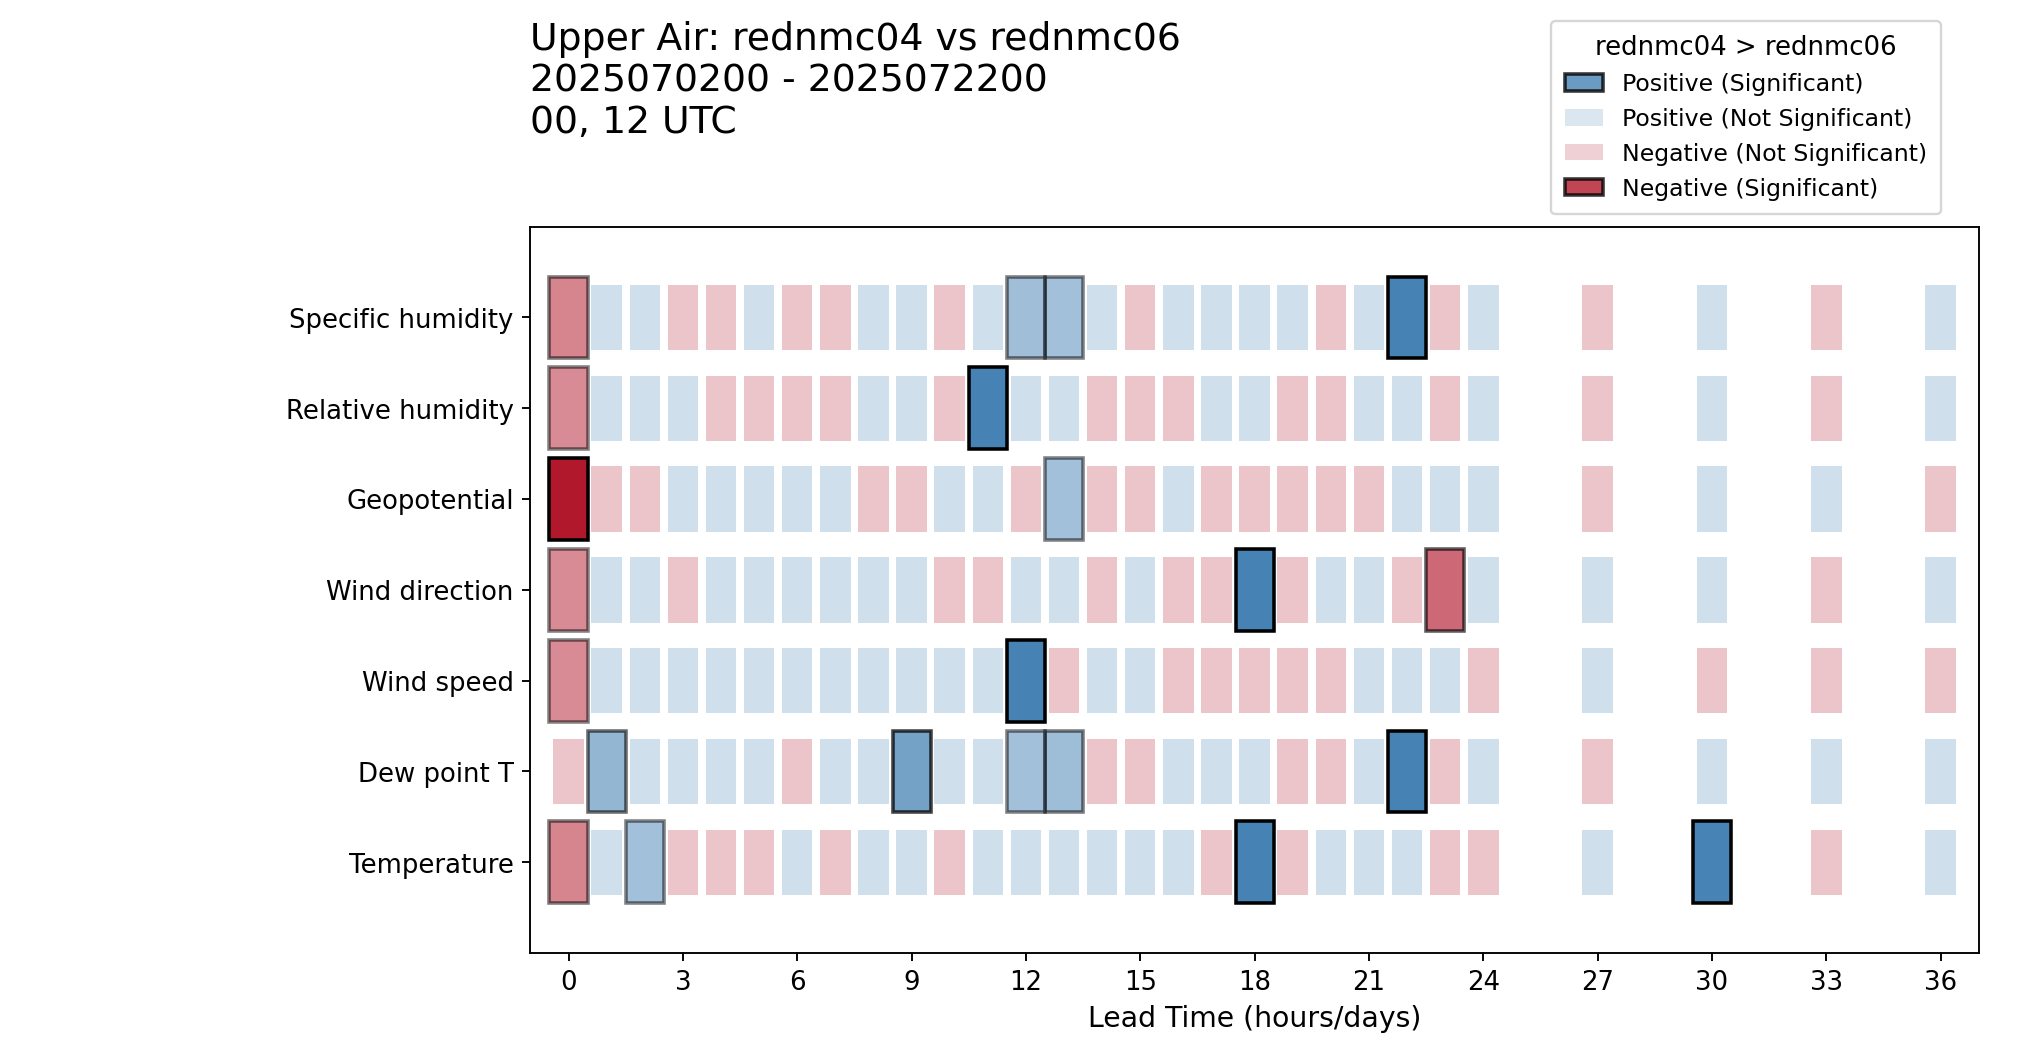 Upper Air: rednmc04 vs rednmc06
2025070200 - 2025072200
00, 12 UTC
rednmc04 > rednmc06
Positive (Significant)
Positive (Not Significant)
Negative (Not Significant)
Negative (Significant)
Specific humidity
Relative humidity
Geopotential
Wind direction
Wind speed
Dew point T
Temperature
0 3 6 9 12 15 18 21 24 27 30 33 36
Lead Time (hours/days)